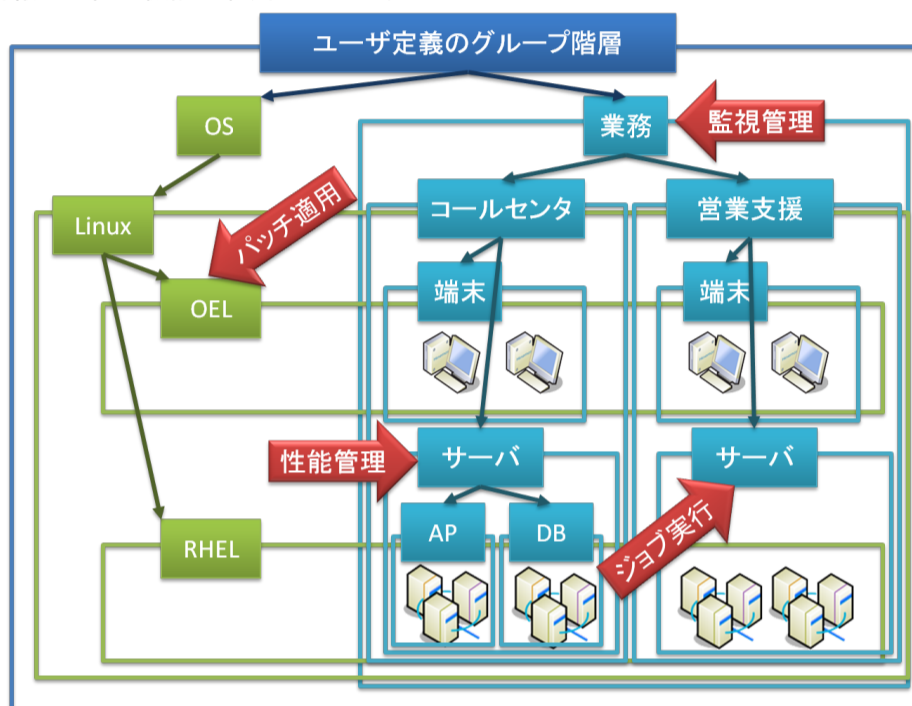 ユーザ定義のグループ階層
OS
業務
監視管理
Linux
パッチ適用
コールセンタ
営業支援
OEL
端末
端末
性能管理
サーバ
サーバ
RHEL
AP
DB
ジョブ実行